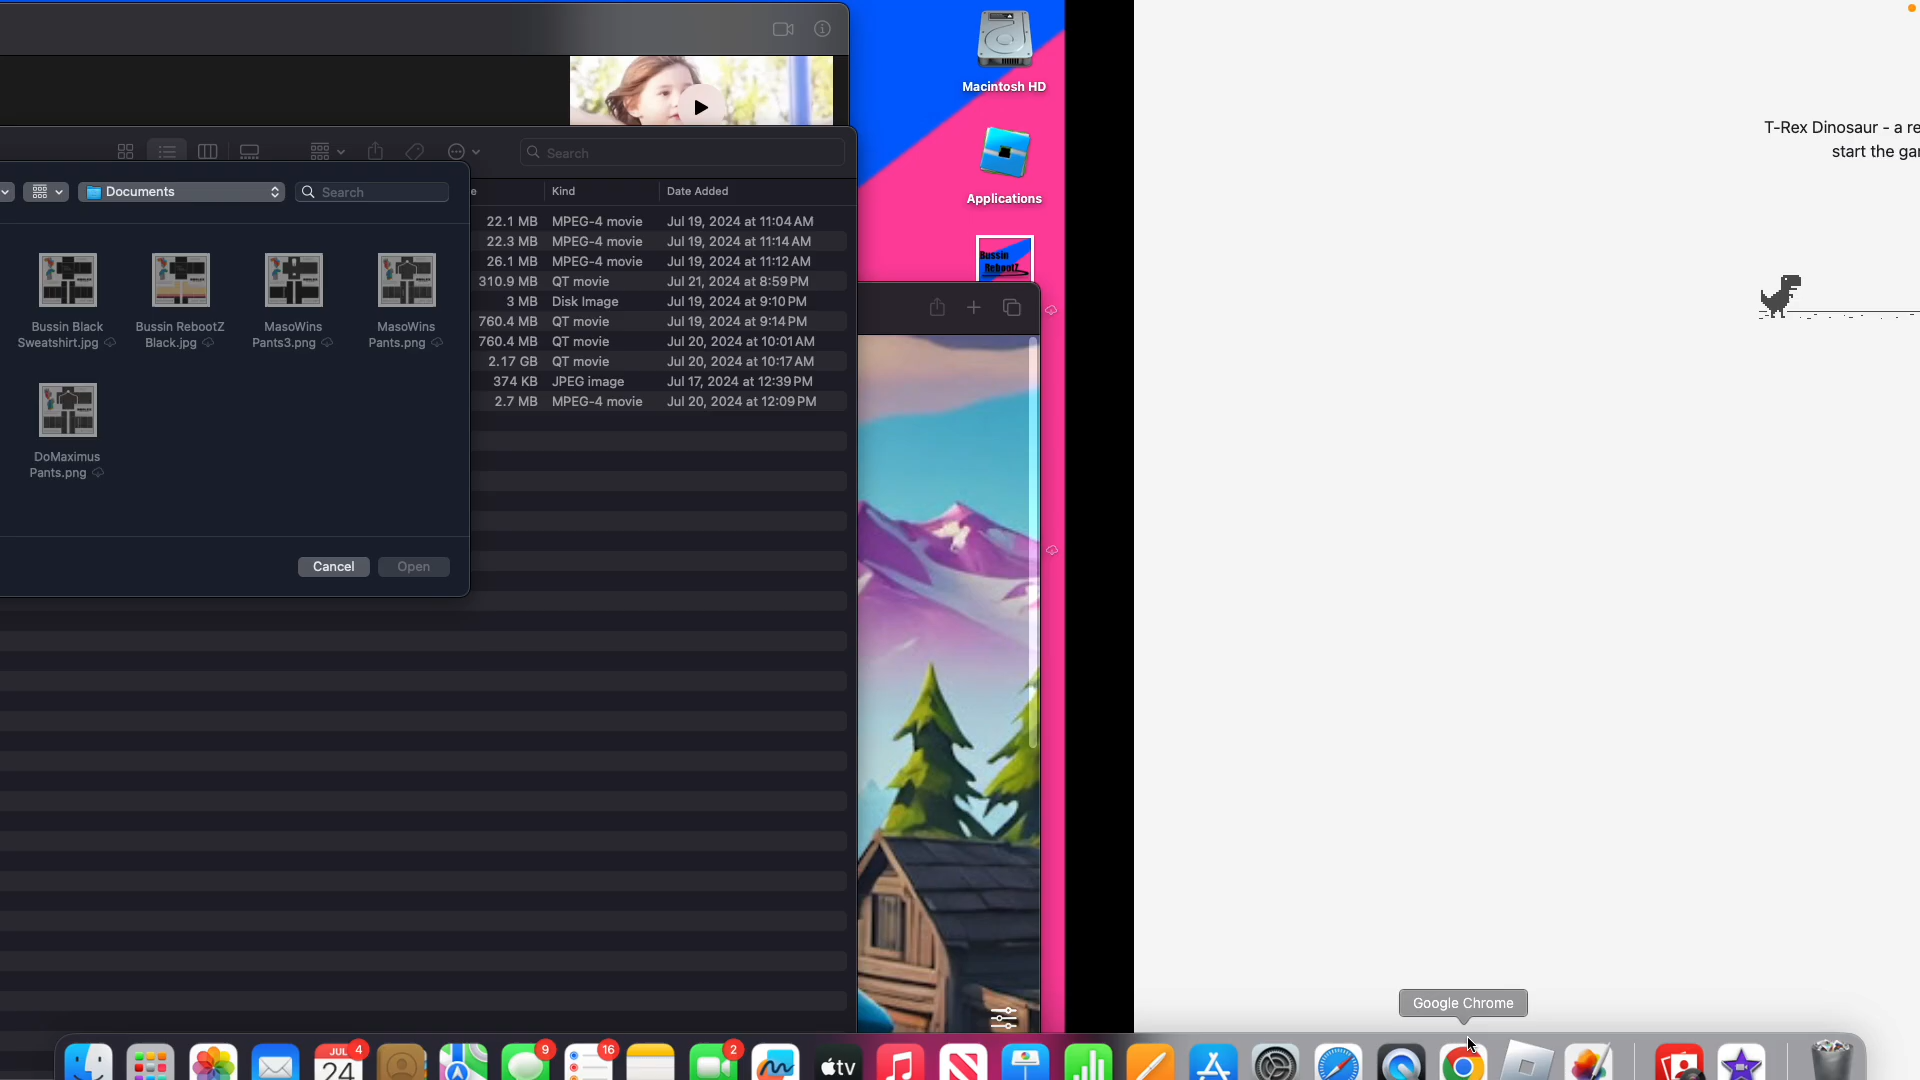 Macintosh HD
Applications
Bussin
RebootZ
T-Rex Dinosaur - a re
start the gar
Search
e
Kind
Date Added
22.1 MB MPEG-4 movie Jul 19, 2024 at 11:04 AM
22.3 MB MPEG-4 movie Jul 19, 2024 at 11:14 AM
26.1 MB MPEG-4 movie Jul 19, 2024 at 11:12 AM
310.9 MB QT movie Jul 21, 2024 at 8:59 PM
3 MB Disk Image Jul 19, 2024 at 9:10 PM
760.4 MB QT movie Jul 19, 2024 at 9:14 PM
760.4 MB QT movie Jul 20, 2024 at 10:01 AM
2.17 GB QT movie Jul 20, 2024 at 10:17 AM
374 KB JPEG image Jul 17, 2024 at 12:39 PM
2.7 MB MPEG-4 movie Jul 20, 2024 at 12:09 PM
Documents
Search
Bussin Black
Sweatshirt.jpg
Bussin RebootZ
Black.jpg
MasoWins
Pants3.png
MasoWins
Pants.png
DoMaximus
Pants.png
Cancel
Open
Google Chrome
JUL
24
4
9
16
2
tv